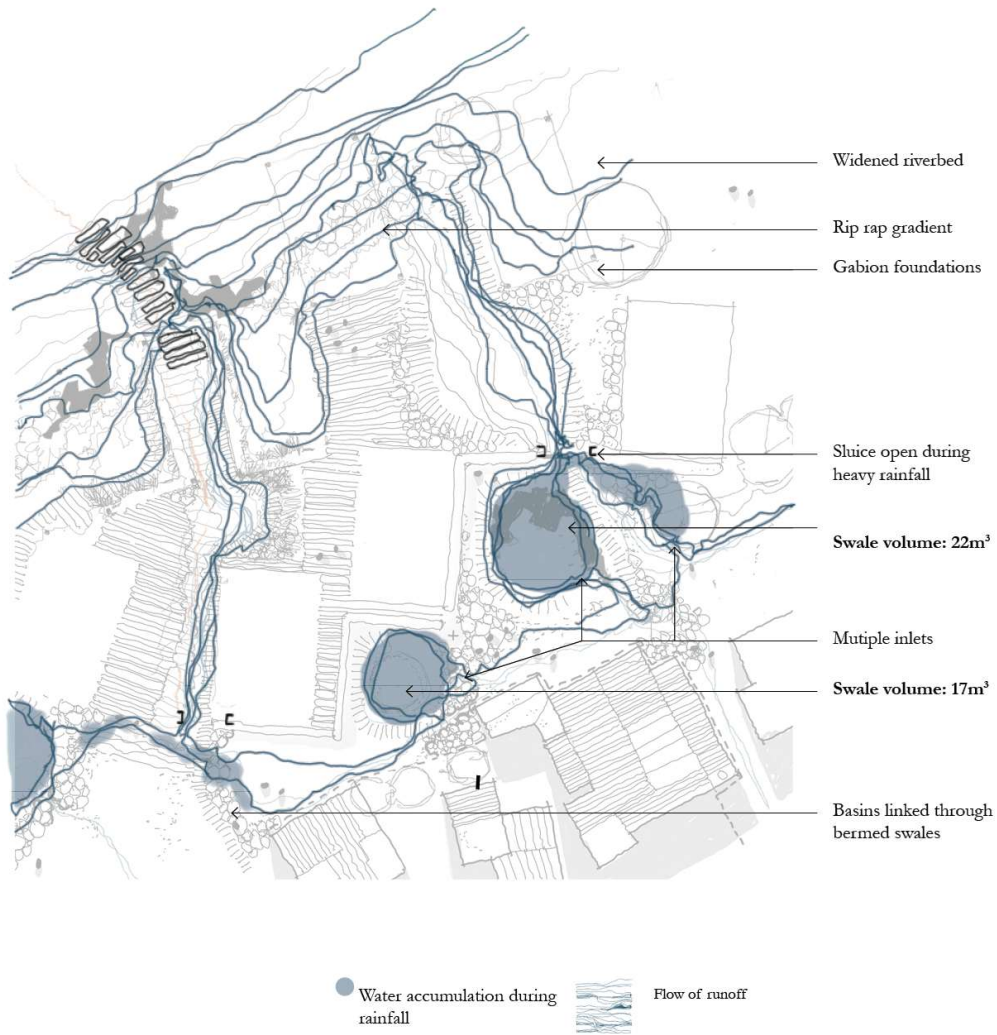 Widened riverbed
Rip rap gradient
Gabion foundations
Sluice open during
heavy rainfall
Swale volume: 22m³
Mutiple inlets
Swale volume: 17m³
Basins linked through
bermed swales
Water accumulation during
rainfall
Flow of runoff